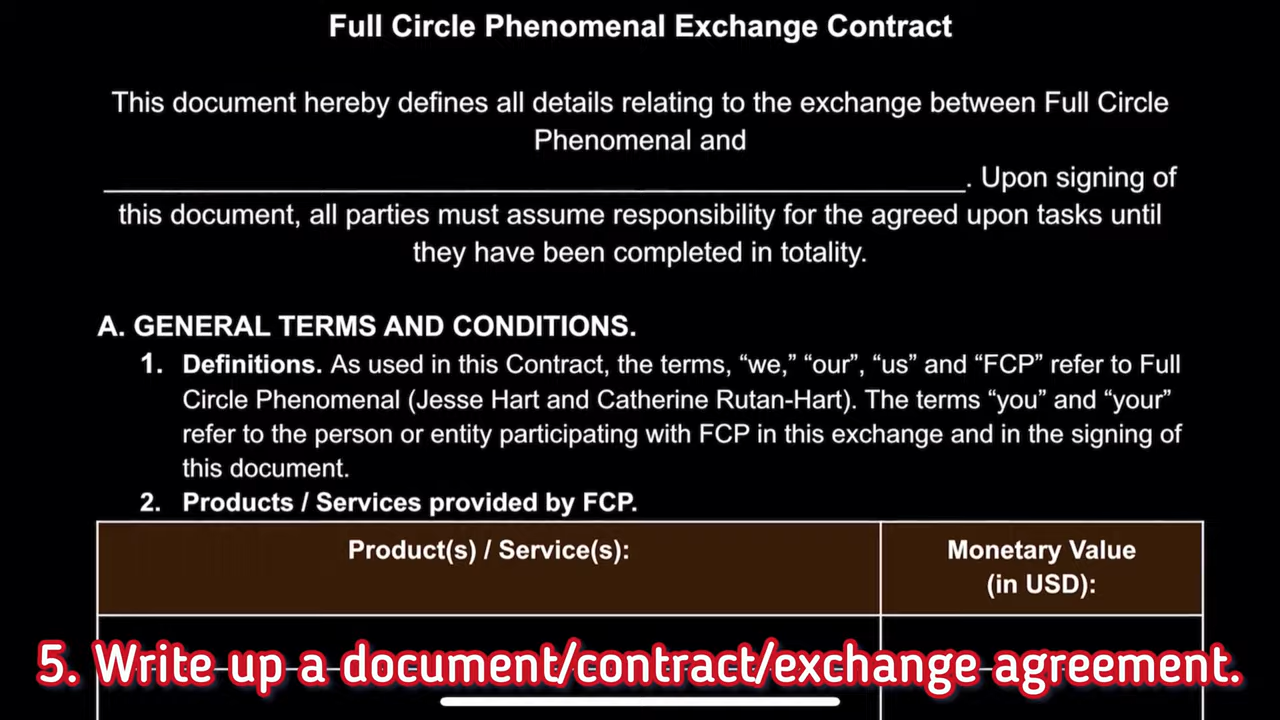 Full Circle Phenomenal Exchange Contract
This document hereby defines all details relating to the exchange between Full Circle
Phenomenal and
________________________________________. Upon signing of
this document, all parties must assume responsibility for the agreed upon tasks until
they have been completed in totality.
A. GENERAL TERMS AND CONDITIONS.
1. Definitions. As used in this Contract, the terms, “we,” “our”, “us” and “FCP” refer to Full
Circle Phenomenal (Jesse Hart and Catherine Rutan-Hart). The terms “you” and “your”
refer to the person or entity participating with FCP in this exchange and in the signing of
this document.
2. Products / Services provided by FCP.
Product(s) / Service(s):
Monetary Value
(in USD):
5. Write up a document/contract/exchange agreement.